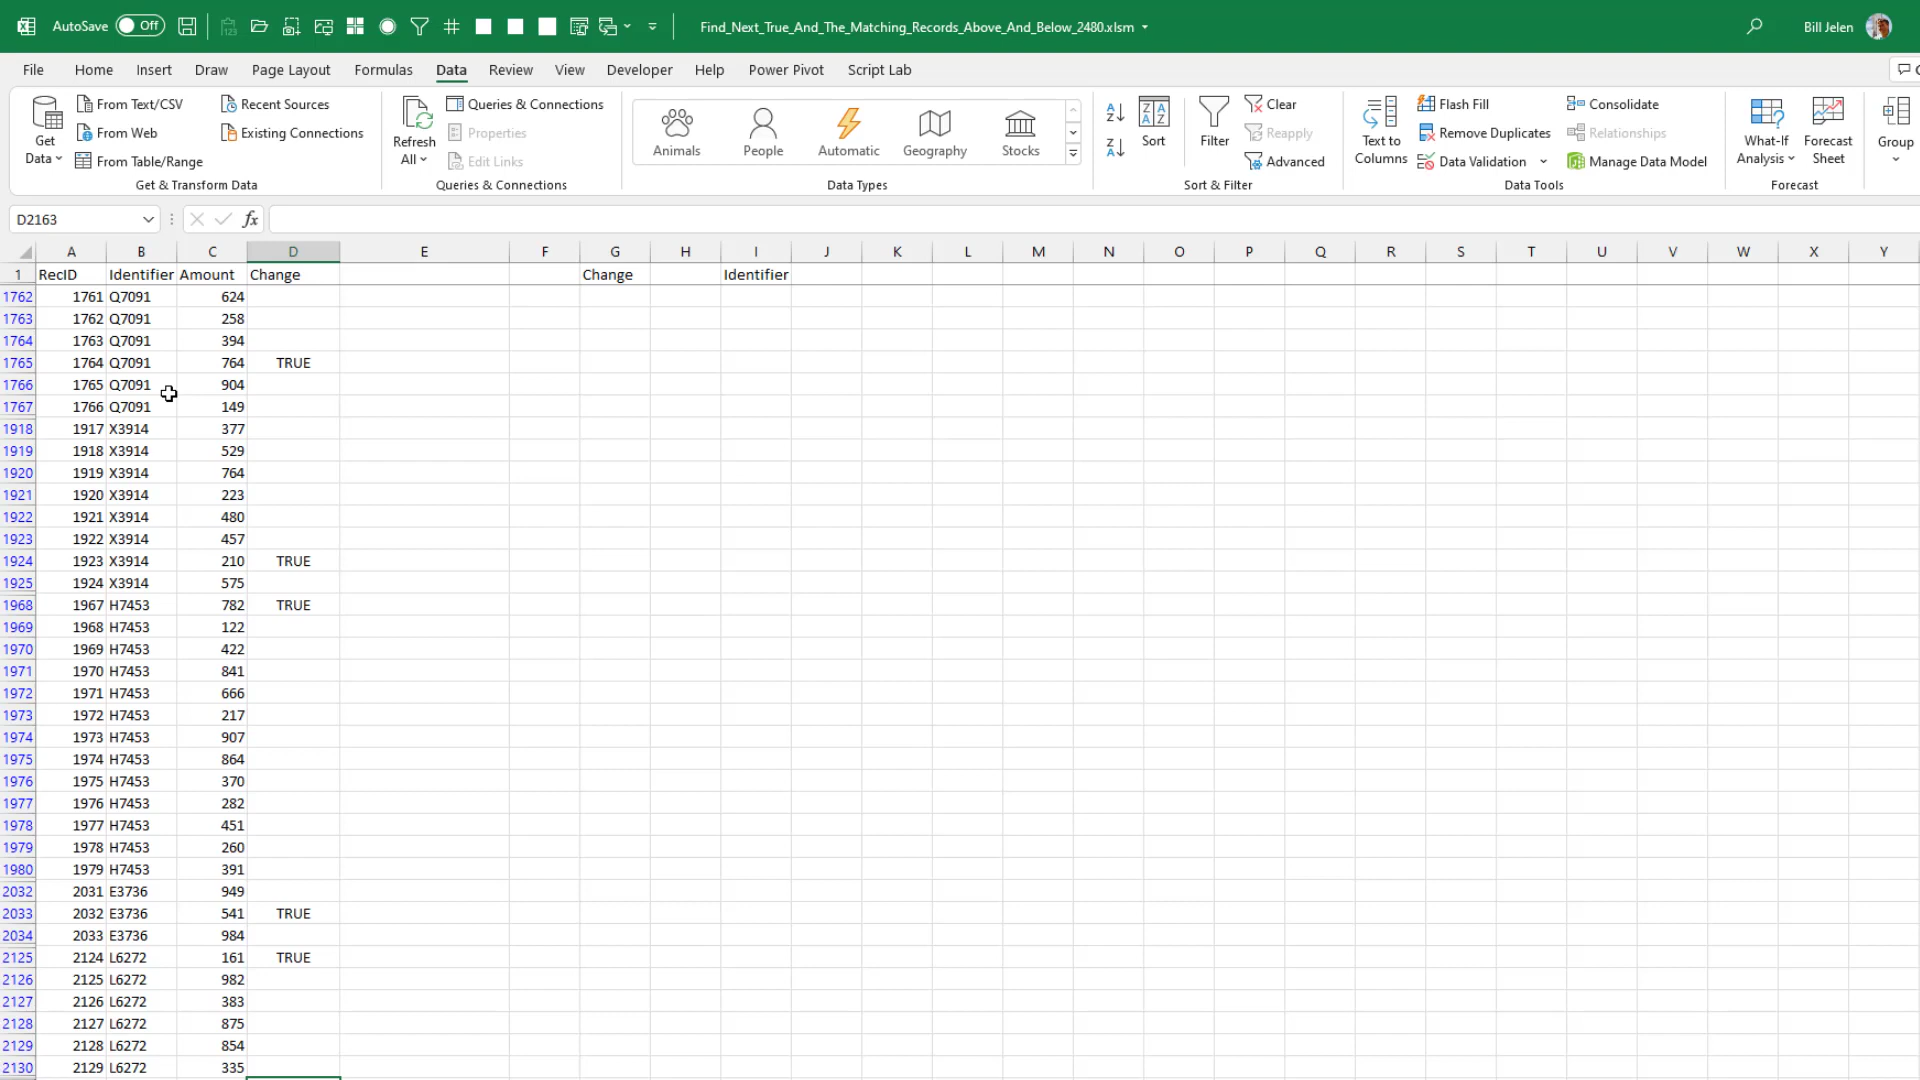 AutoSave Off Find_Next_True_And_The_Matching_Records_Above_And_Below_2480.xlsm Bill Jelen
File Home Insert Draw Page Layout Formulas Data Review View Developer Help Power Pivot Script Lab
Get Data
From Text/CSV
From Web
From Table/Range
Recent Sources
Existing Connections
Get & Transform Data
Refresh All
Queries & Connections
Properties
Edit Links
Queries & Connections
Animals People Automatic Geography Stocks
Data Types
Sort
Filter
Clear
Reapply
Advanced
Sort & Filter
Text to Columns
Flash Fill
Remove Duplicates
Data Validation
Consolidate
Relationships
Manage Data Model
Data Tools
What-If Analysis
Forecast Sheet
Forecast
Group
D2163 fx
A B C D E F G H I J K L M N O P Q R S T U V W X Y
1 RecID Identifier Amount Change Change Identifier
1762 1761 Q7091 624
1763 1762 Q7091 258
1764 1763 Q7091 394
1765 1764 Q7091 764 TRUE
1766 1765 Q7091 904
1767 1766 Q7091 149
1918 1917 X3914 377
1919 1918 X3914 529
1920 1919 X3914 764
1921 1920 X3914 223
1922 1921 X3914 480
1923 1922 X3914 457
1924 1923 X3914 210 TRUE
1925 1924 X3914 575
1968 1967 H7453 782 TRUE
1969 1968 H7453 122
1970 1969 H7453 422
1971 1970 H7453 841
1972 1971 H7453 666
1973 1972 H7453 217
1974 1973 H7453 907
1975 1974 H7453 864
1976 1975 H7453 370
1977 1976 H7453 282
1978 1977 H7453 451
1979 1978 H7453 260
1980 1979 H7453 391
2032 2031 E3736 949
2033 2032 E3736 541 TRUE
2034 2033 E3736 984
2125 2124 L6272 161 TRUE
2126 2125 L6272 982
2127 2126 L6272 383
2128 2127 L6272 875
2129 2128 L6272 854
2130 2129 L6272 335